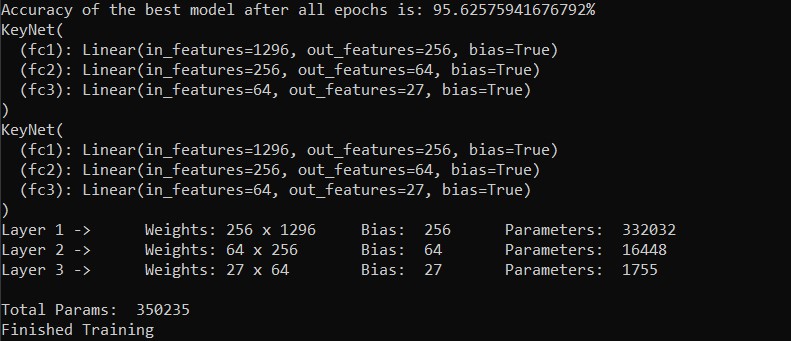 Accuracy of the best model after all epochs is: 95.62575941676792%
KeyNet(
  (fc1): Linear(in_features=1296, out_features=256, bias=True)
  (fc2): Linear(in_features=256, out_features=64, bias=True)
  (fc3): Linear(in_features=64, out_features=27, bias=True)
)
KeyNet(
  (fc1): Linear(in_features=1296, out_features=256, bias=True)
  (fc2): Linear(in_features=256, out_features=64, bias=True)
  (fc3): Linear(in_features=64, out_features=27, bias=True)
)
Layer 1 ->      Weights: 256 x 1296     Bias:  256      Parameters:  332032
Layer 2 ->      Weights: 64 x 256       Bias:  64       Parameters:  16448
Layer 3 ->      Weights: 27 x 64        Bias:  27       Parameters:  1755

Total Params:  350235
Finished Training